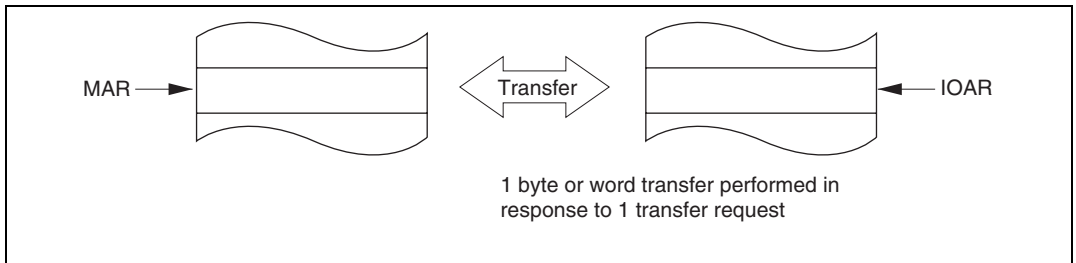 MAR
Transfer
IOAR
1 byte or word transfer performed in
response to 1 transfer request